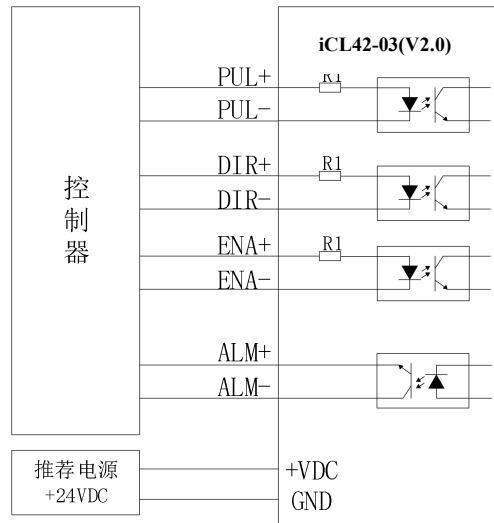 iCL42-03(V2.0)
PUL+
R1
PUL-
DIR+
R1
DIR-
控制器
ENA+
R1
ENA-
ALM+
ALM-
推荐电源
+24VDC
+VDC
GND